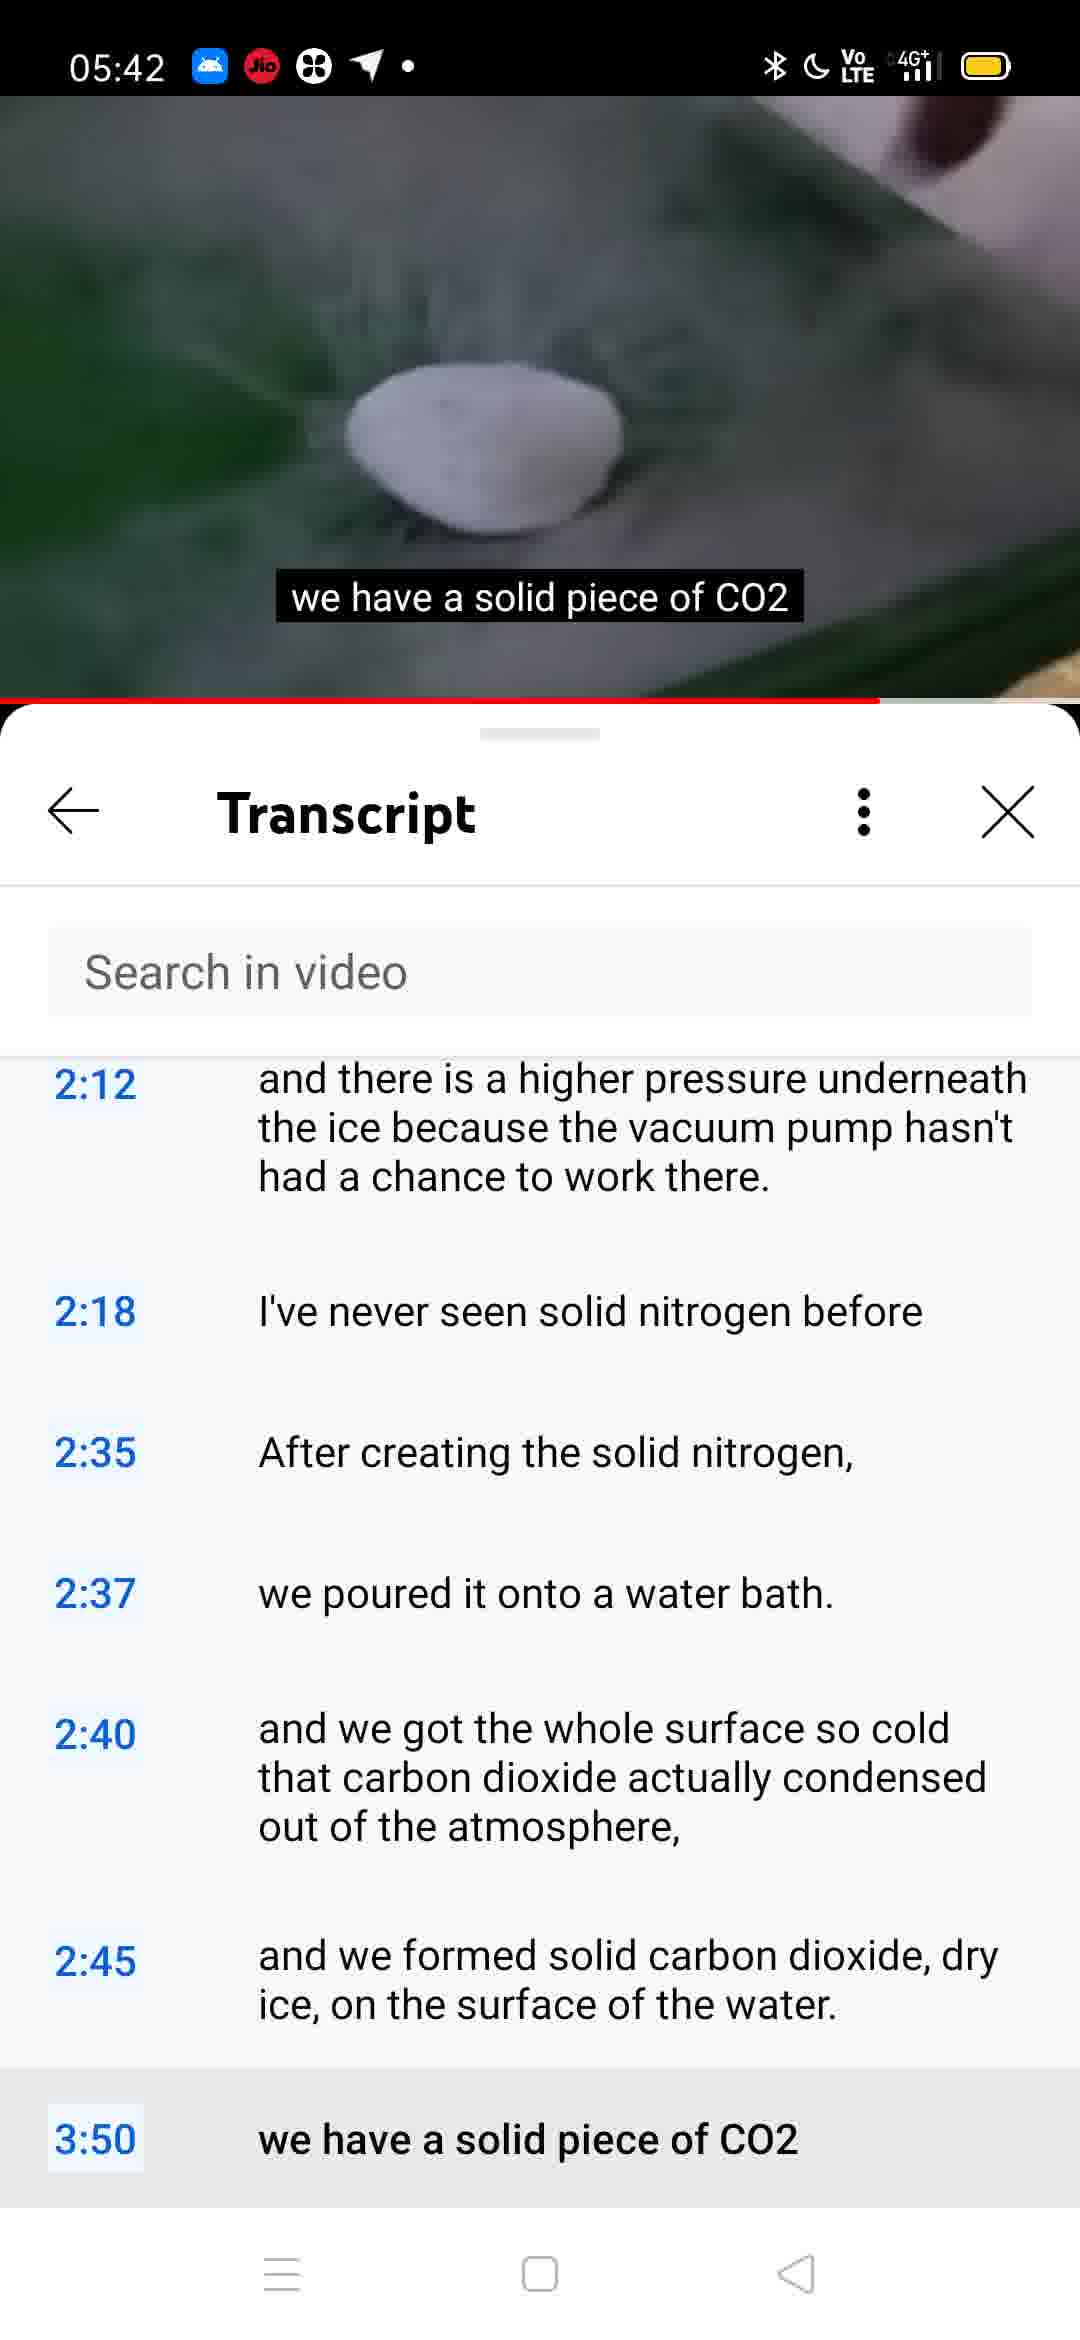 05:42
Jio
Vo
LTE
4G+
we have a solid piece of CO2
Transcript
Search in video
2:12
and there is a higher pressure underneath
the ice because the vacuum pump hasn't
had a chance to work there.
2:18
I've never seen solid nitrogen before
2:35
After creating the solid nitrogen,
2:37
we poured it onto a water bath.
2:40
and we got the whole surface so cold
that carbon dioxide actually condensed
out of the atmosphere,
2:45
and we formed solid carbon dioxide, dry
ice, on the surface of the water.
3:50
we have a solid piece of CO2